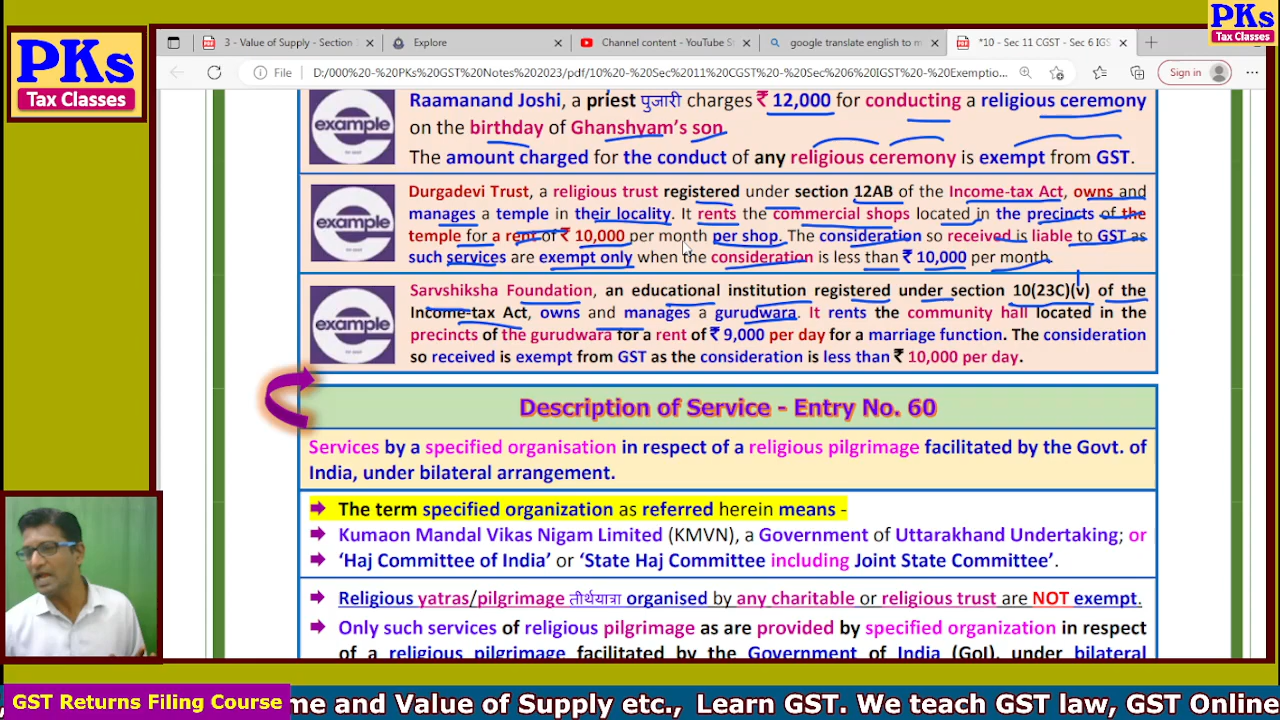 PKs
Tax Classes
PKs
Tax Classes
3 - Value of Supply - Section
Explore
Channel content - YouTube S
google translate english to m
*10 - Sec 11 CGST - Sec 6 IGS
File
D:/000%20-%20PKs%20GST%20Notes%202023/pdf/10%20-%20Sec%2011%20CGST%20-%20Sec%206%20IGST%20-%20Exemptio...
Sign in
example
Raamanand Joshi, a priest पुजारी charges ₹ 12,000 for conducting a religious ceremony
on the birthday of Ghanshyam's son.
The amount charged for the conduct of any religious ceremony is exempt from GST.
example
Durgadevi Trust, a religious trust registered under section 12AB of the Income-tax Act, owns and
manages a temple in their locality. It rents the commercial shops located in the precincts of the
temple for a rent of ₹ 10,000 per month per shop. The consideration so received is liable to GST as
such services are exempt only when the consideration is less than ₹ 10,000 per month.
example
Sarvshiksha Foundation, an educational institution registered under section 10(23C)(v) of the
Income-tax Act, owns and manages a gurudwara. It rents the community hall located in the
precincts of the gurudwara for a rent of ₹ 9,000 per day for a marriage function. The consideration
so received is exempt from GST as the consideration is less than ₹ 10,000 per day.
Description of Service - Entry No. 60
Services by a specified organisation in respect of a religious pilgrimage facilitated by the Govt. of
India, under bilateral arrangement.
The term specified organization as referred herein means -
Kumaon Mandal Vikas Nigam Limited (KMVN), a Government of Uttarakhand Undertaking; or
‘Haj Committee of India’ or ‘State Haj Committee including Joint State Committee’.
Religious yatras/pilgrimage तीर्थयात्रा organised by any charitable or religious trust are NOT exempt.
Only such services of religious pilgrimage as are provided by specified organization in respect
of a religious pilgrimage facilitated by the Government of India (GoI), under bilateral
GST Returns Filing Course
me and Value of Supply etc., Learn GST. We teach GST law, GST Online